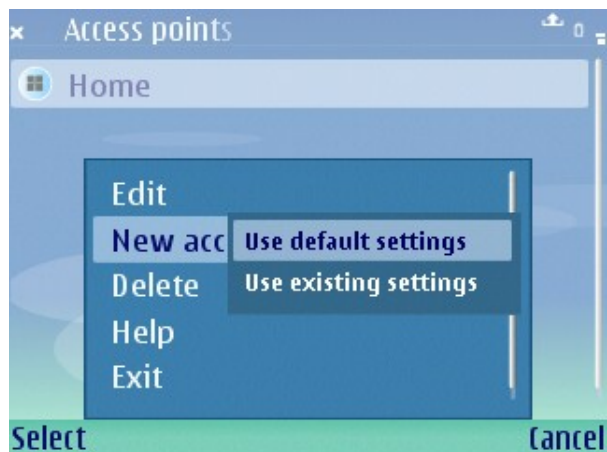 Access points
Home
Edit
New acc
Use default settings
Delete
Use existing settings
Help
Exit
Select
Cancel